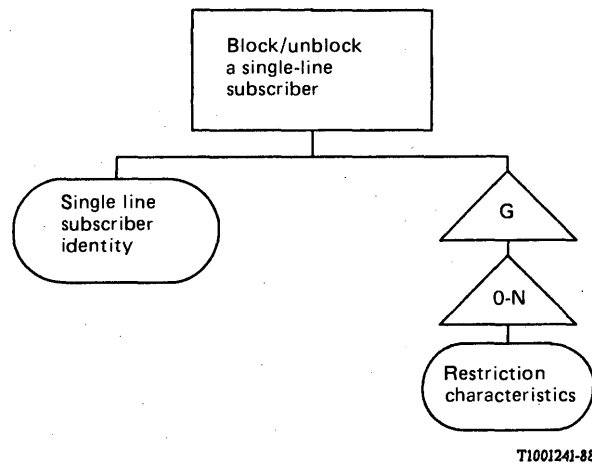 Block/unblock
a single-line
subscriber
Single line
subscriber
identity
G
0-N
Restriction
characteristics
T1001241-88